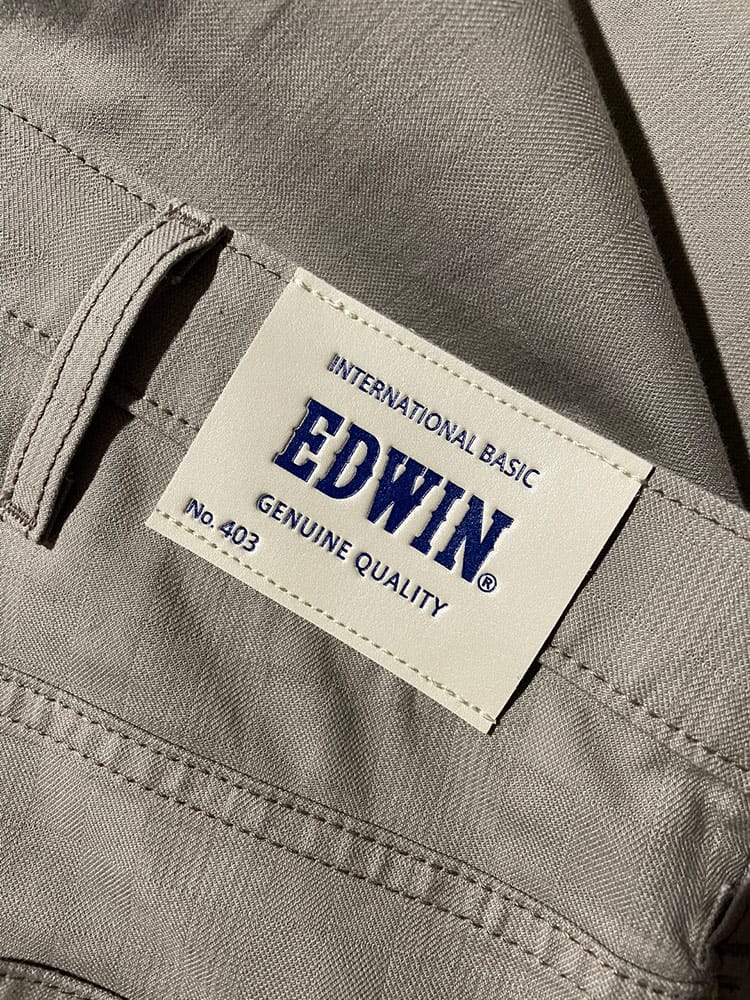 INTERNATIONAL BASIC
EDWIN®
GENUINE QUALITY
No. 403